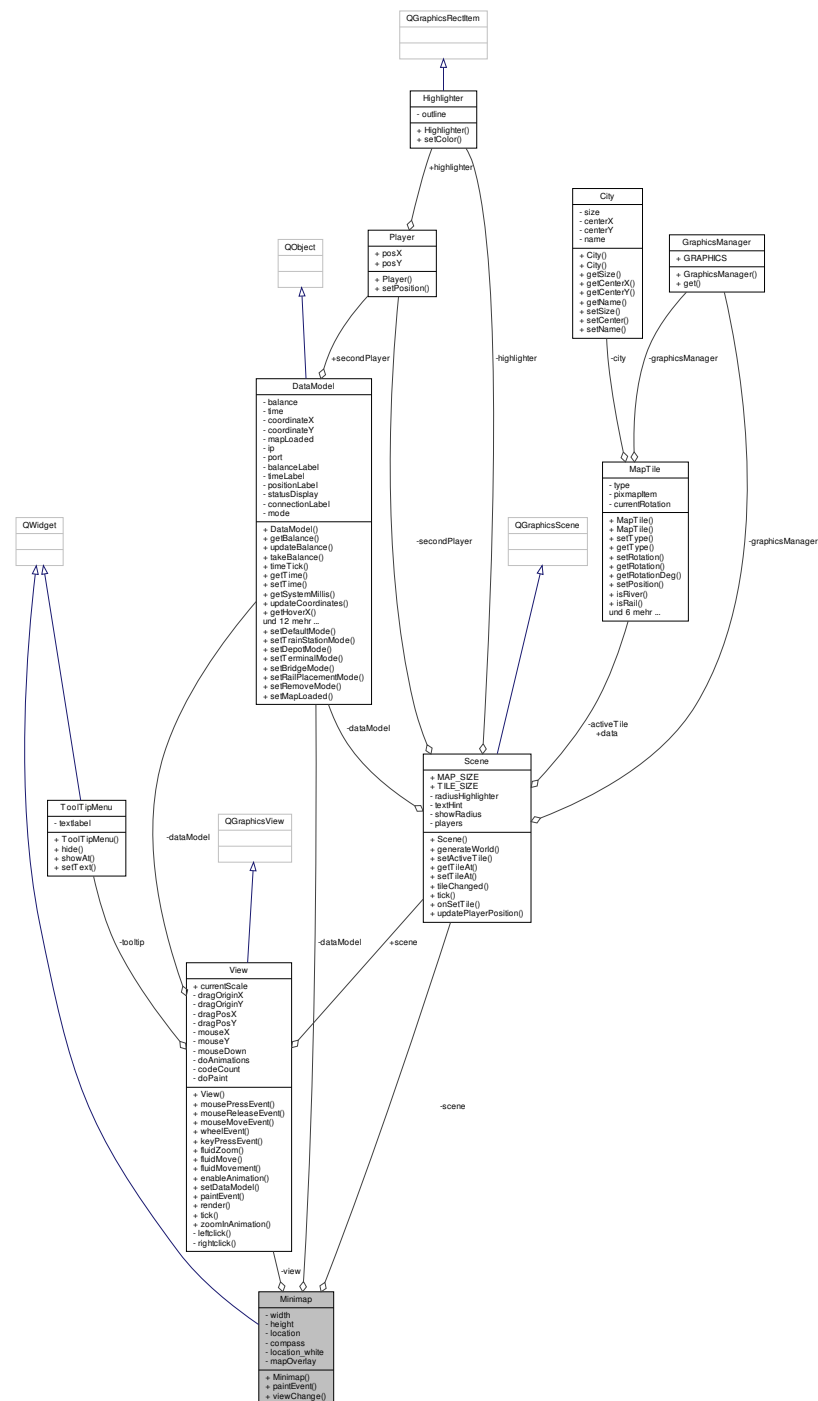 QGraphicsRectItem
Highlighter
- outline
+ Highlighter()
+ setColor()
+highlighter
City
- size
- centerX
- centerY
- name
+ City()
+ City()
+ getSize()
+ getCenterX()
+ getCenterY()
+ getName()
+ setSize()
+ setCenter()
+ setName()
Player
+ posX
+ posY
+ Player()
+ setPosition()
GraphicsManager
+ GRAPHICS
+ GraphicsManager()
+ get()
QObject
+secondPlayer
-highlighter
-city
-graphicsManager
DataModel
- balance
- time
- coordinateX
- coordinateY
- mapLoaded
- ip
- port
- balanceLabel
- timeLabel
- positionLabel
- statusDisplay
- connectionLabel
- mode
+ DataModel()
+ getBalance()
+ updateBalance()
+ takeBalance()
+ timeTick()
+ getTime()
+ setTime()
+ getSystemMillis()
+ updateCoordinates()
+ getHoverX()
und 12 mehr ...
+ setDefaultMode()
+ setTrainStationMode()
+ setDepotMode()
+ setTerminalMode()
+ setBridgeMode()
+ setRailPlacementMode()
+ setRemoveMode()
+ setMapLoaded()
MapTile
- type
- pixmapItem
- currentRotation
+ MapTile()
+ MapTile()
+ setType()
+ getType()
+ setRotation()
+ getRotation()
+ getRotationDeg()
+ setPosition()
+ isRiver()
+ isRail()
und 6 mehr ...
QWidget
QGraphicsScene
-secondPlayer
-graphicsManager
-dataModel
-activeTile
+data
Scene
+ MAP_SIZE
+ TILE_SIZE
- radiusHighlighter
- textHint
- showRadius
- players
+ Scene()
+ generateWorld()
+ setActiveTile()
+ getTileAt()
+ setTileAt()
+ tileChanged()
+ tick()
+ onSetTile()
+ updatePlayerPosition()
ToolTipMenu
- textlabel
+ ToolTipMenu()
+ hide()
+ showAt()
+ setText()
QGraphicsView
-dataModel
-tooltip
-dataModel
+scene
View
+ currentScale
- dragOriginX
- dragOriginY
- dragPosX
- dragPosY
- mouseX
- mouseY
- mouseDown
- doAnimations
- codeCount
- doPaint
+ View()
+ mousePressEvent()
+ mouseReleaseEvent()
+ mouseMoveEvent()
+ wheelEvent()
+ keyPressEvent()
+ fluidZoom()
+ fluidMove()
+ fluidMovement()
+ enableAnimation()
+ setDataModel()
+ paintEvent()
+ render()
+ tick()
+ zoomInAnimation()
- leftclick()
- rightclick()
-scene
-view
Minimap
- width
- height
- location
- compass
- location_white
- mapOverlay
+ Minimap()
+ paintEvent()
+ viewChange()